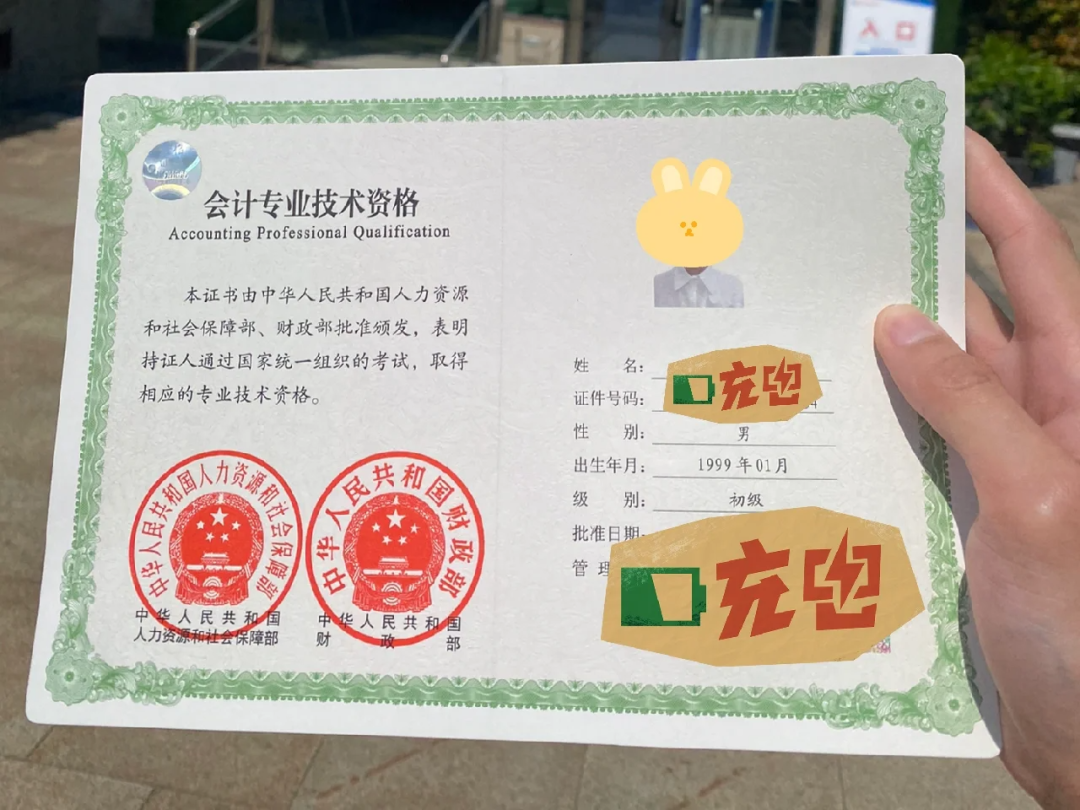 入口
会计专业技术资格
Accounting Professional Qualification
本证书由中华人民共和国人力资源
和社会保障部、财政部批准颁发，表明
持证人通过国家统一组织的考试，取得
相应的专业技术资格。
中华人民共和国人力资源和社会保障部
中华人民共和国财政部
中华人民共和国
人力资源和社会保障部
中华人民共和国
财政部
姓 名：
充电
证件号码：
性 别： 男
出生年月： 1999年01月
级 别： 初级
批准日期：
管 理
充电